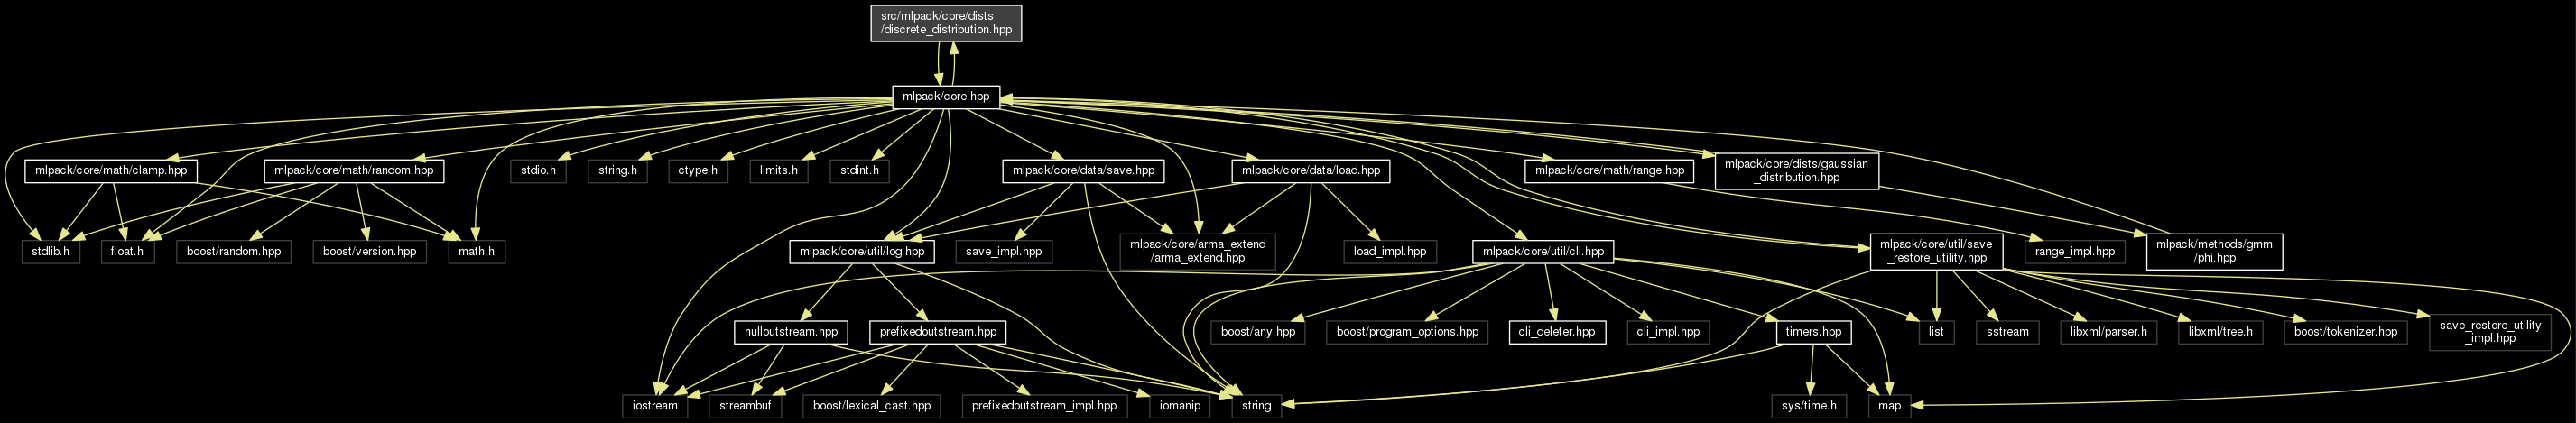 src/mlpack/core/dists
/discrete_distribution.hpp
mlpack/core.hpp
mlpack/core/math/clamp.hpp
mlpack/core/math/random.hpp
stdio.h
string.h
ctype.h
limits.h
stdint.h
mlpack/core/data/save.hpp
mlpack/core/data/load.hpp
mlpack/core/math/range.hpp
mlpack/core/dists/gaussian
_distribution.hpp
stdlib.h
float.h
boost/random.hpp
boost/version.hpp
math.h
mlpack/core/util/log.hpp
save_impl.hpp
mlpack/core/arma_extend
/arma_extend.hpp
load_impl.hpp
mlpack/core/util/cli.hpp
mlpack/core/util/save
_restore_utility.hpp
range_impl.hpp
mlpack/methods/gmm
/phi.hpp
nulloutstream.hpp
prefixedoutstream.hpp
boost/any.hpp
boost/program_options.hpp
cli_deleter.hpp
cli_impl.hpp
timers.hpp
list
sstream
libxml/parser.h
libxml/tree.h
boost/tokenizer.hpp
save_restore_utility
_impl.hpp
iostream
streambuf
boost/lexical_cast.hpp
prefixedoutstream_impl.hpp
iomanip
string
sys/time.h
map